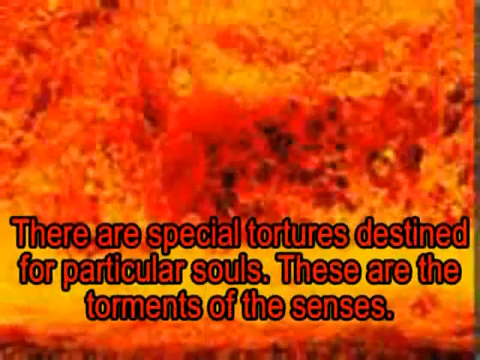 There are special tortures destined
for particular souls. These are the
torments of the senses.